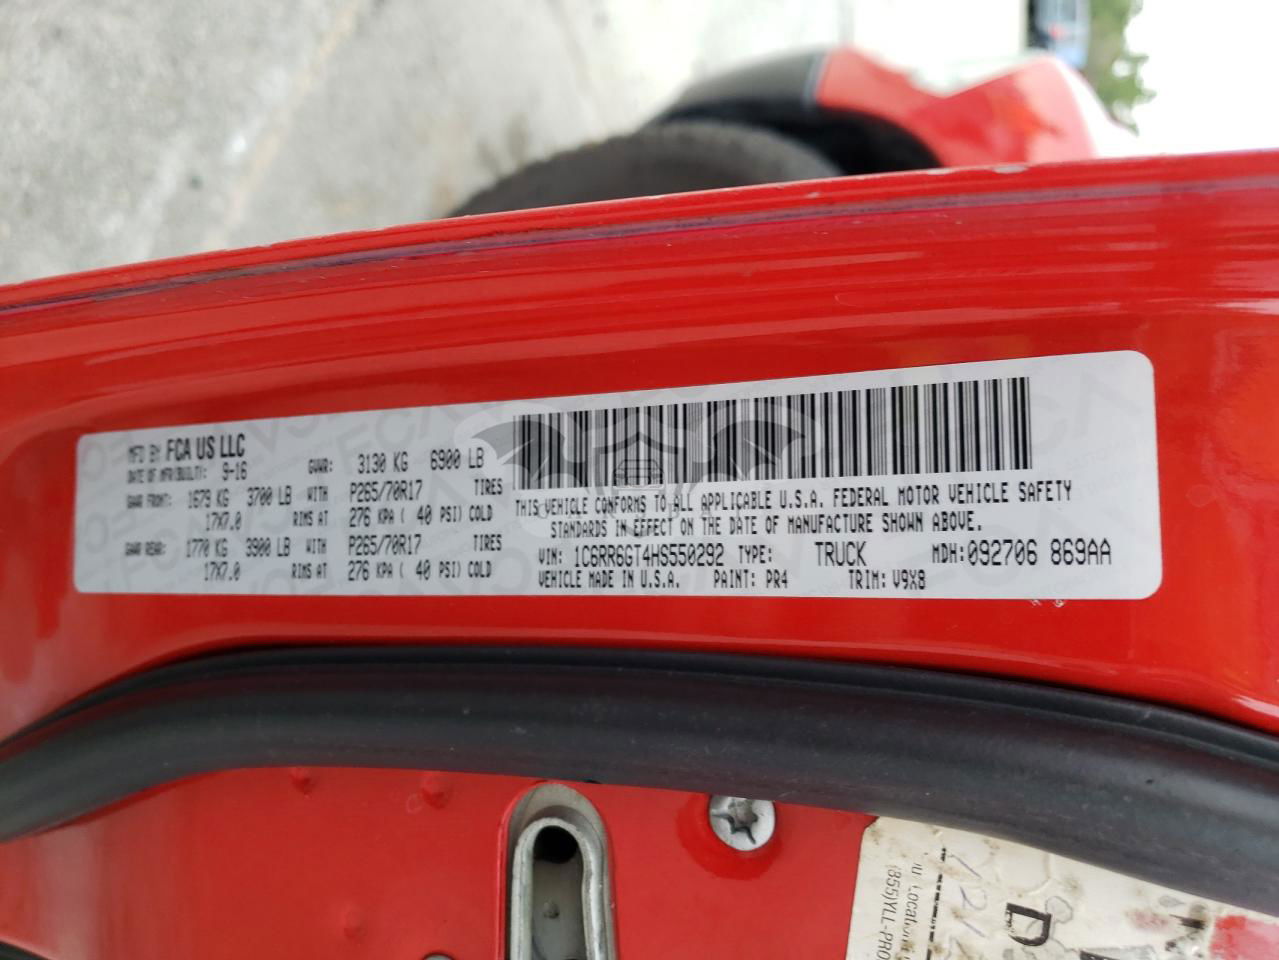 MFD BY: FCA US LLC
DATE OF MFR(BUILT): 9-16 GVWR: 3130 KG 6900 LB
GAWR FRONT: 1679 KG 3700 LB WITH P265/70R17 TIRES
17X7.0 RIMS AT 276 KPA ( 40 PSI) COLD
GAWR REAR: 1770 KG 3900 LB WITH P265/70R17 TIRES
17X7.0 RIMS AT 276 KPA ( 40 PSI) COLD
THIS VEHICLE CONFORMS TO ALL APPLICABLE U.S.A. FEDERAL MOTOR VEHICLE SAFETY
STANDARDS IN EFFECT ON THE DATE OF MANUFACTURE SHOWN ABOVE.
VIN: 1C6RR6GT4HS550292 TYPE: TRUCK MDH:092706 869AA
VEHICLE MADE IN U.S.A. PAINT: PR4 TRIM: V9X8